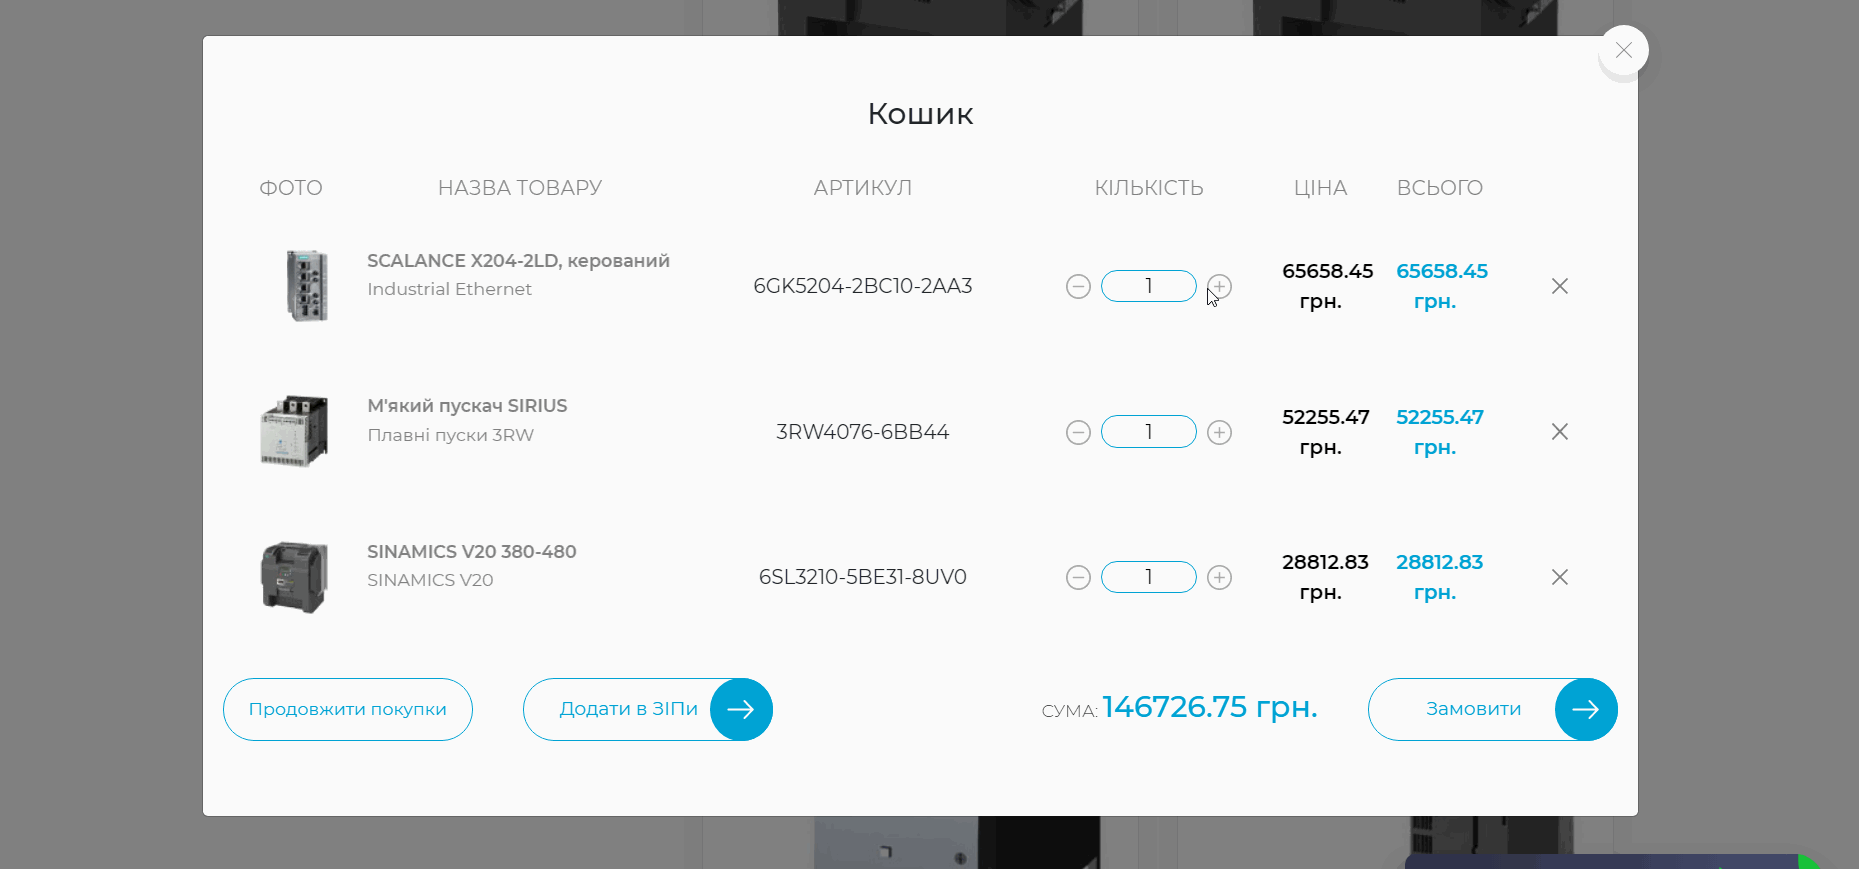 Кошик
ФОТО НАЗВА ТОВАРУ АРТИКУЛ КІЛЬКІСТЬ ЦІНА ВСЬОГО
SCALANCE X204-2LD, керований
Industrial Ethernet
6GK5204-2BC10-2AA3
1
65658.45
грн.
65658.45
грн.
М'який пускач SIRIUS
Плавні пуски 3RW
3RW4076-6BB44
1
52255.47
грн.
52255.47
грн.
SINAMICS V20 380-480
SINAMICS V20
6SL3210-5BE31-8UV0
1
28812.83
грн.
28812.83
грн.
Продовжити покупки
Додати в ЗІПи
СУМА: 146726.75 грн.
Замовити